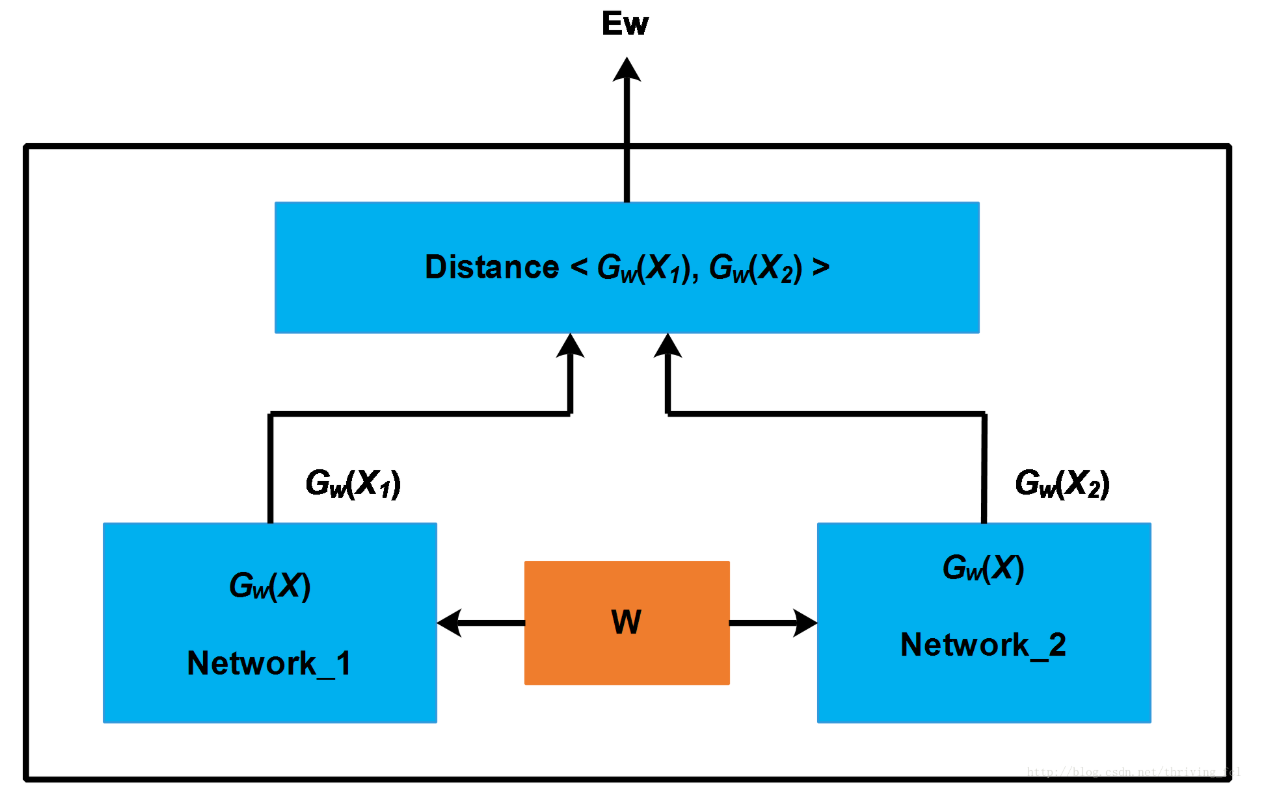 Ew
Distance < Gw(X1), Gw(X2) >
Gw(X1)
Gw(X2)
Gw(X)
Network_1
W
Gw(X)
Network_2